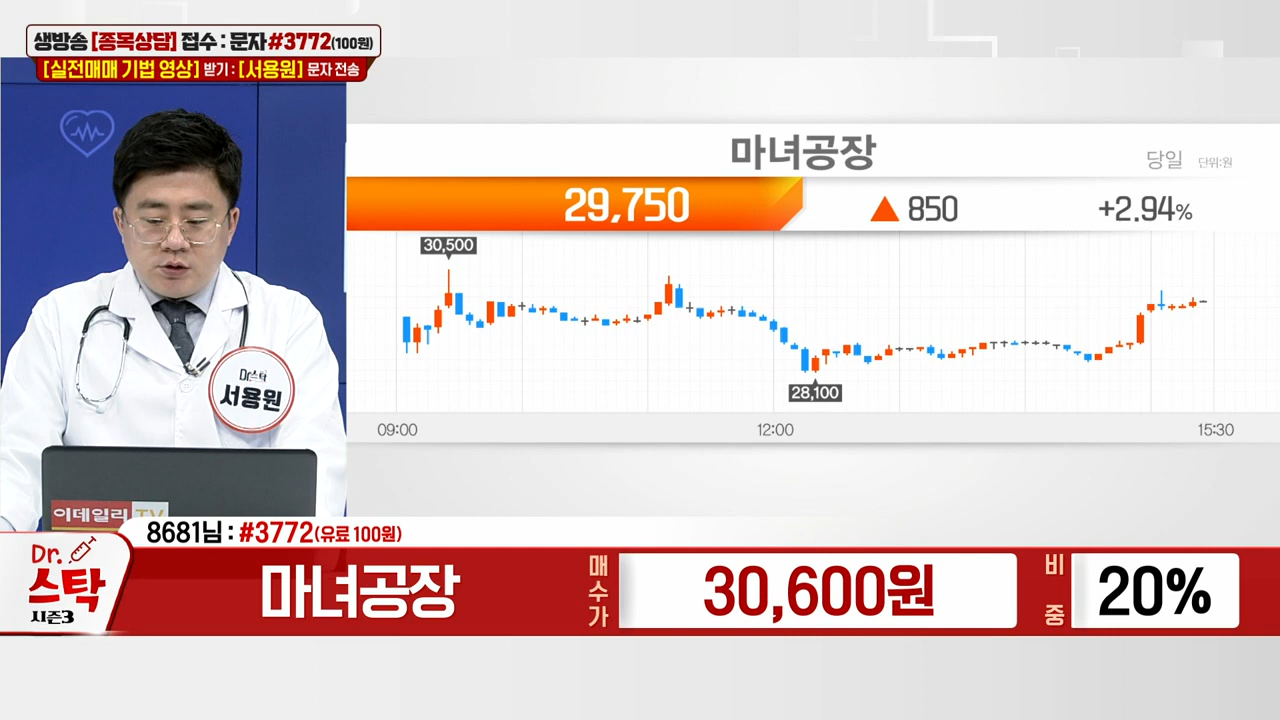 생방송 [종목상담] 접수 : 문자#3772(100원)
[실전매매 기법 영상] 받기 : [서용원] 문자 전송
마녀공장
당일 단위:원
29,750 ▲ 850 +2.94%
30,500
28,100
09:00 12:00 15:30
Dr.스탁
서용원
이데일리 TV
8681님 : #3772(유료 100원)
Dr.
스탁
시즌3
마녀공장 매수가 30,600원 비중 20%